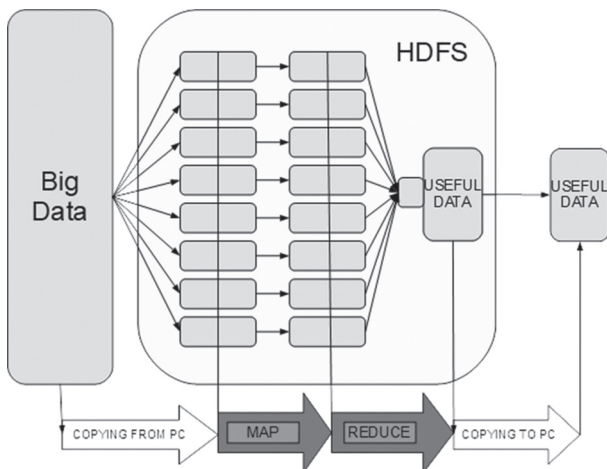 HDFS
Big
Data
USEFUL
DATA
USEFUL
DATA
COPYING FROM PC
MAP
REDUCE
COPYING TO PC